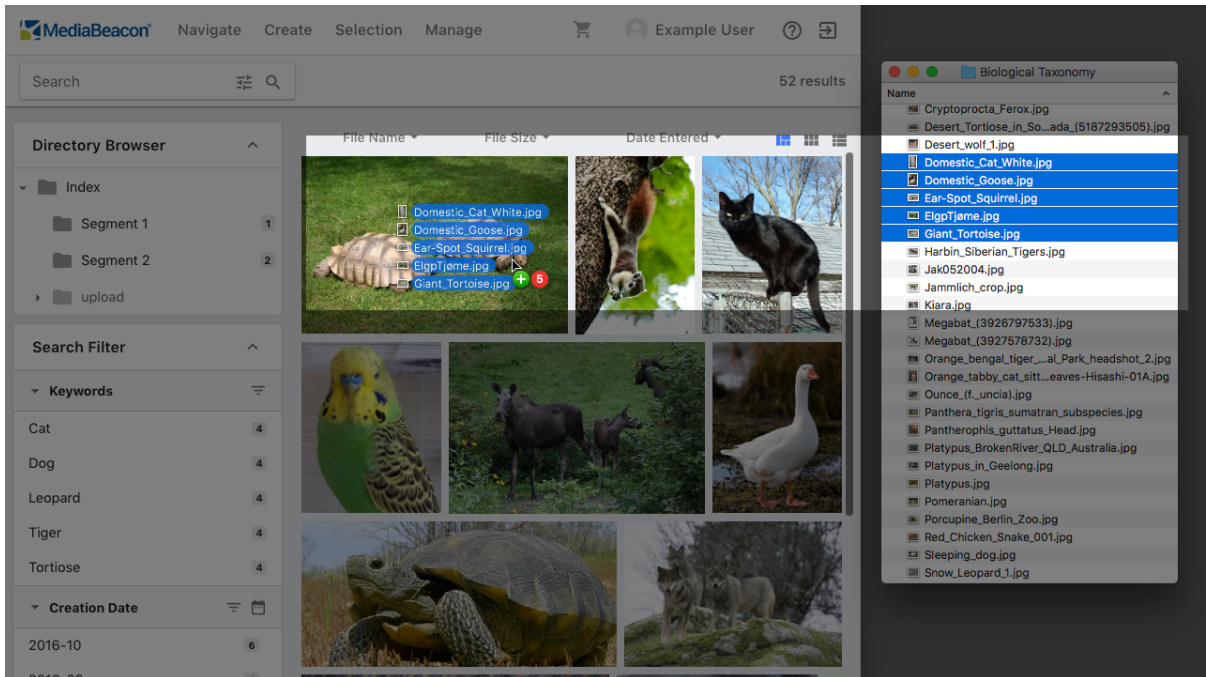 MediaBeacon®
Navigate Create Selection Manage
Example User
Search
52 results
Directory Browser
Index
Segment 1 1
Segment 2 2
upload
Search Filter
Keywords
Cat 4
Dog 4
Leopard 4
Tiger 4
Tortiose 4
Creation Date
2016-10 6
File Name File Size Date Entered
Domestic_Cat_White.jpg
Domestic_Goose.jpg
Ear-Spot_Squirrel.jpg
ElgpTjøme.jpg
Giant_Tortoise.jpg
5
Biological Taxonomy
Name
Cryptoprocta_Ferox.jpg
Desert_Tortiose_in_So...ada_(5187293505).jpg
Desert_wolf_1.jpg
Domestic_Cat_White.jpg
Domestic_Goose.jpg
Ear-Spot_Squirrel.jpg
ElgpTjøme.jpg
Giant_Tortoise.jpg
Harbin_Siberian_Tigers.jpg
Jak052004.jpg
Jammlich_crop.jpg
Kiara.jpg
Megabat_(3926797533).jpg
Megabat_(3927578732).jpg
Orange_bengal_tiger_...al_Park_headshot_2.jpg
Orange_tabby_cat_sitt...eaves-Hisashi-01A.jpg
Ounce_(f._uncia).jpg
Panthera_tigris_sumatran_subspecies.jpg
Pantherophis_guttatus_Head.jpg
Platypus_BrokenRiver_QLD_Australia.jpg
Platypus_in_Geelong.jpg
Platypus.jpg
Pomeranian.jpg
Porcupine_Berlin_Zoo.jpg
Red_Chicken_Snake_001.jpg
Sleeping_dog.jpg
Snow_Leopard_1.jpg